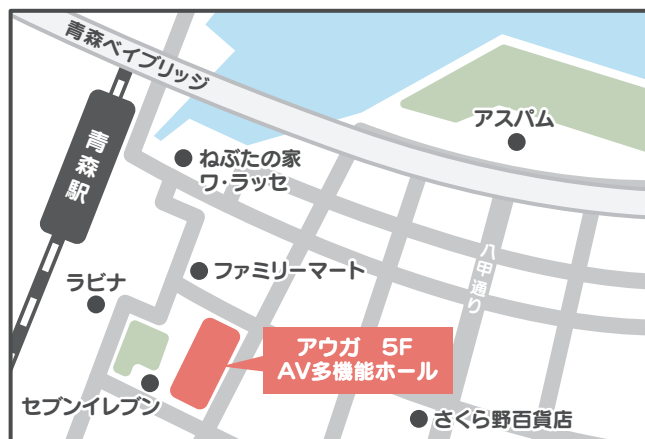 青森ベイブリッジ
青森駅
アスパム
ねぶたの家
ワ・ラッセ
八甲通り
ファミリーマート
ラビナ
アウガ 5F
AV多機能ホール
セブンイレブン
さくら野百貨店